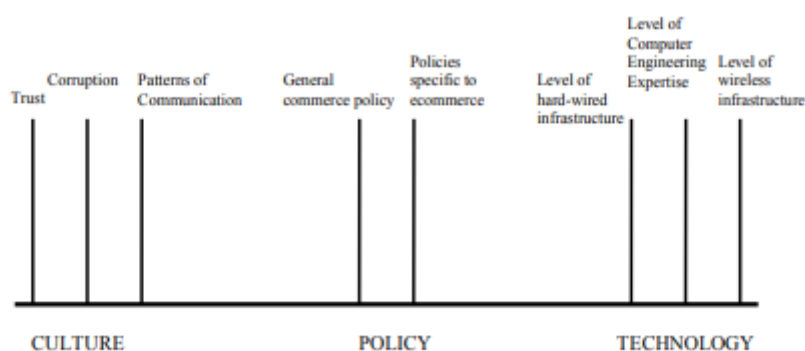 Trust
Corruption
Patterns of
Communication
General
commerce policy
Policies
specific to
ecommerce
Level of
hard-wired
infrastructure
Level of
Computer
Engineering
Expertise
Level of
wireless
infrastructure
CULTURE
POLICY
TECHNOLOGY